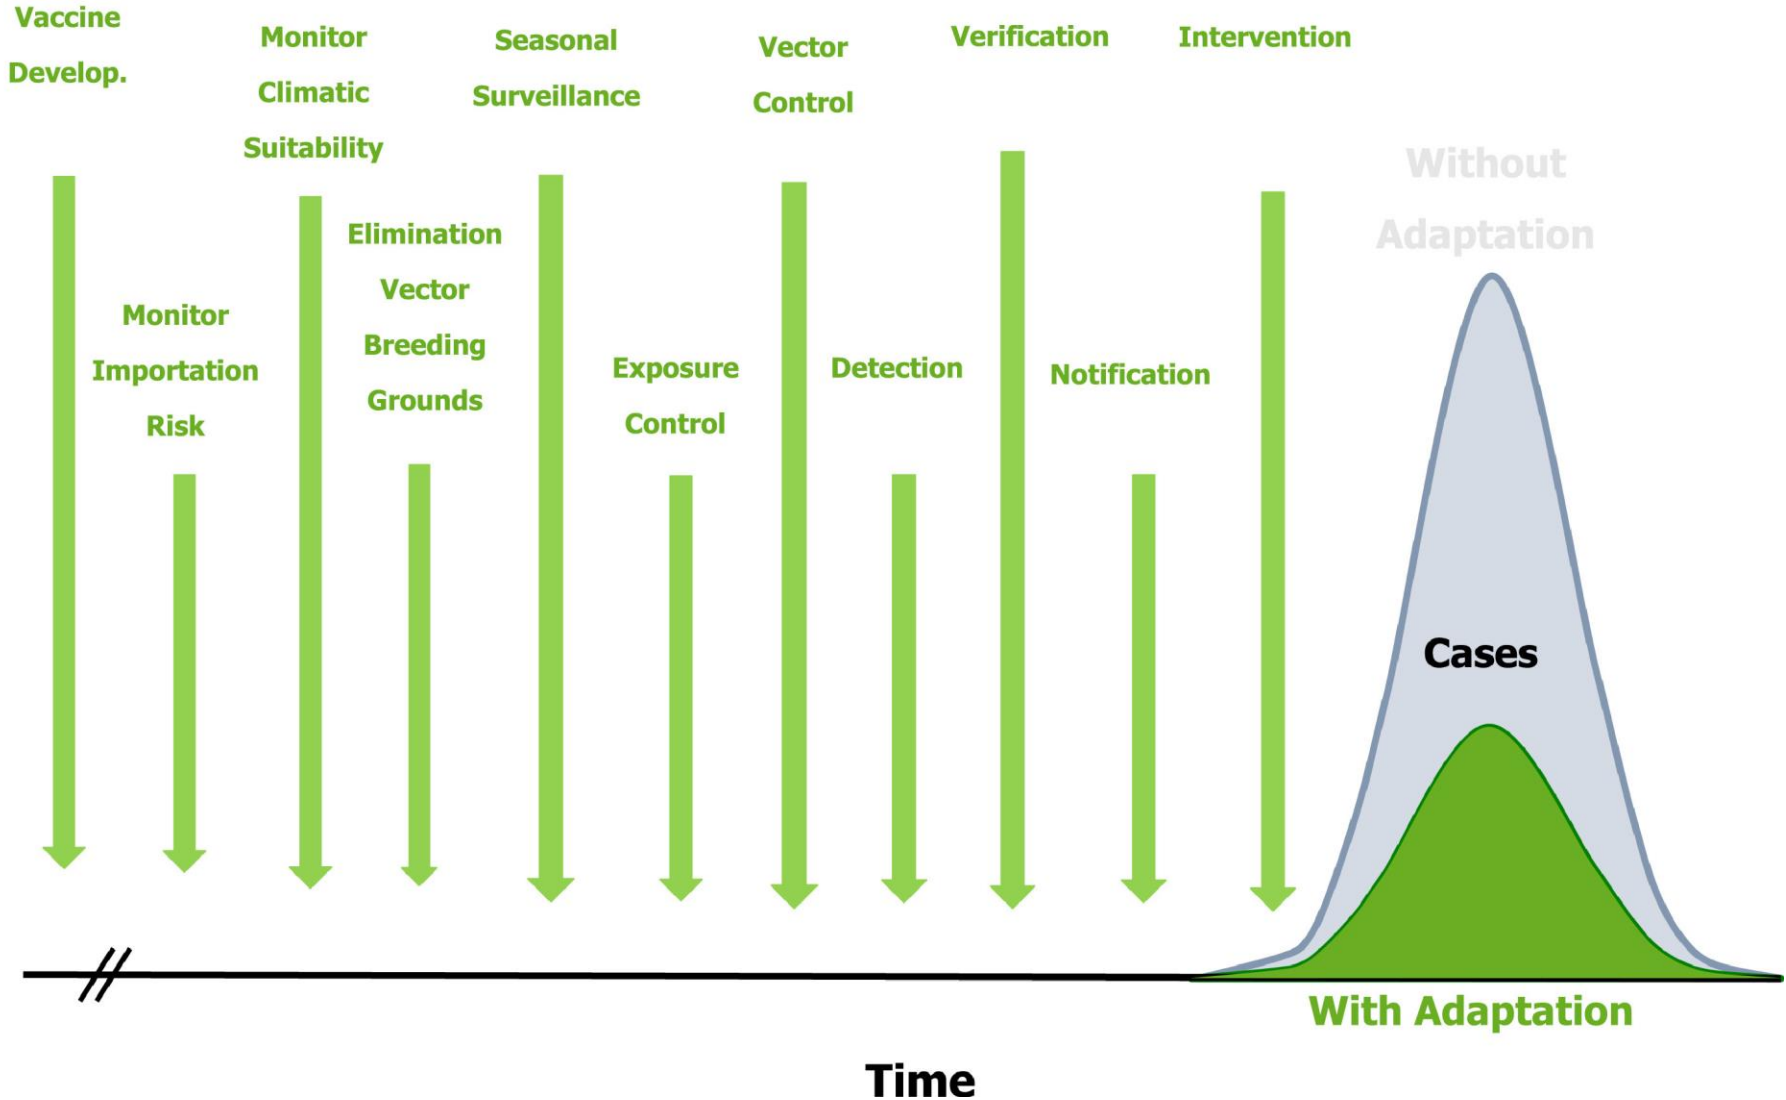 Vaccine
Develop.
Monitor
Importation
Risk
Monitor
Climatic
Suitability
Elimination
Vector
Breeding
Grounds
Seasonal
Surveillance
Exposure
Control
Vector
Control
Detection
Verification
Notification
Intervention
Without
Adaptation
Cases
With Adaptation
Time